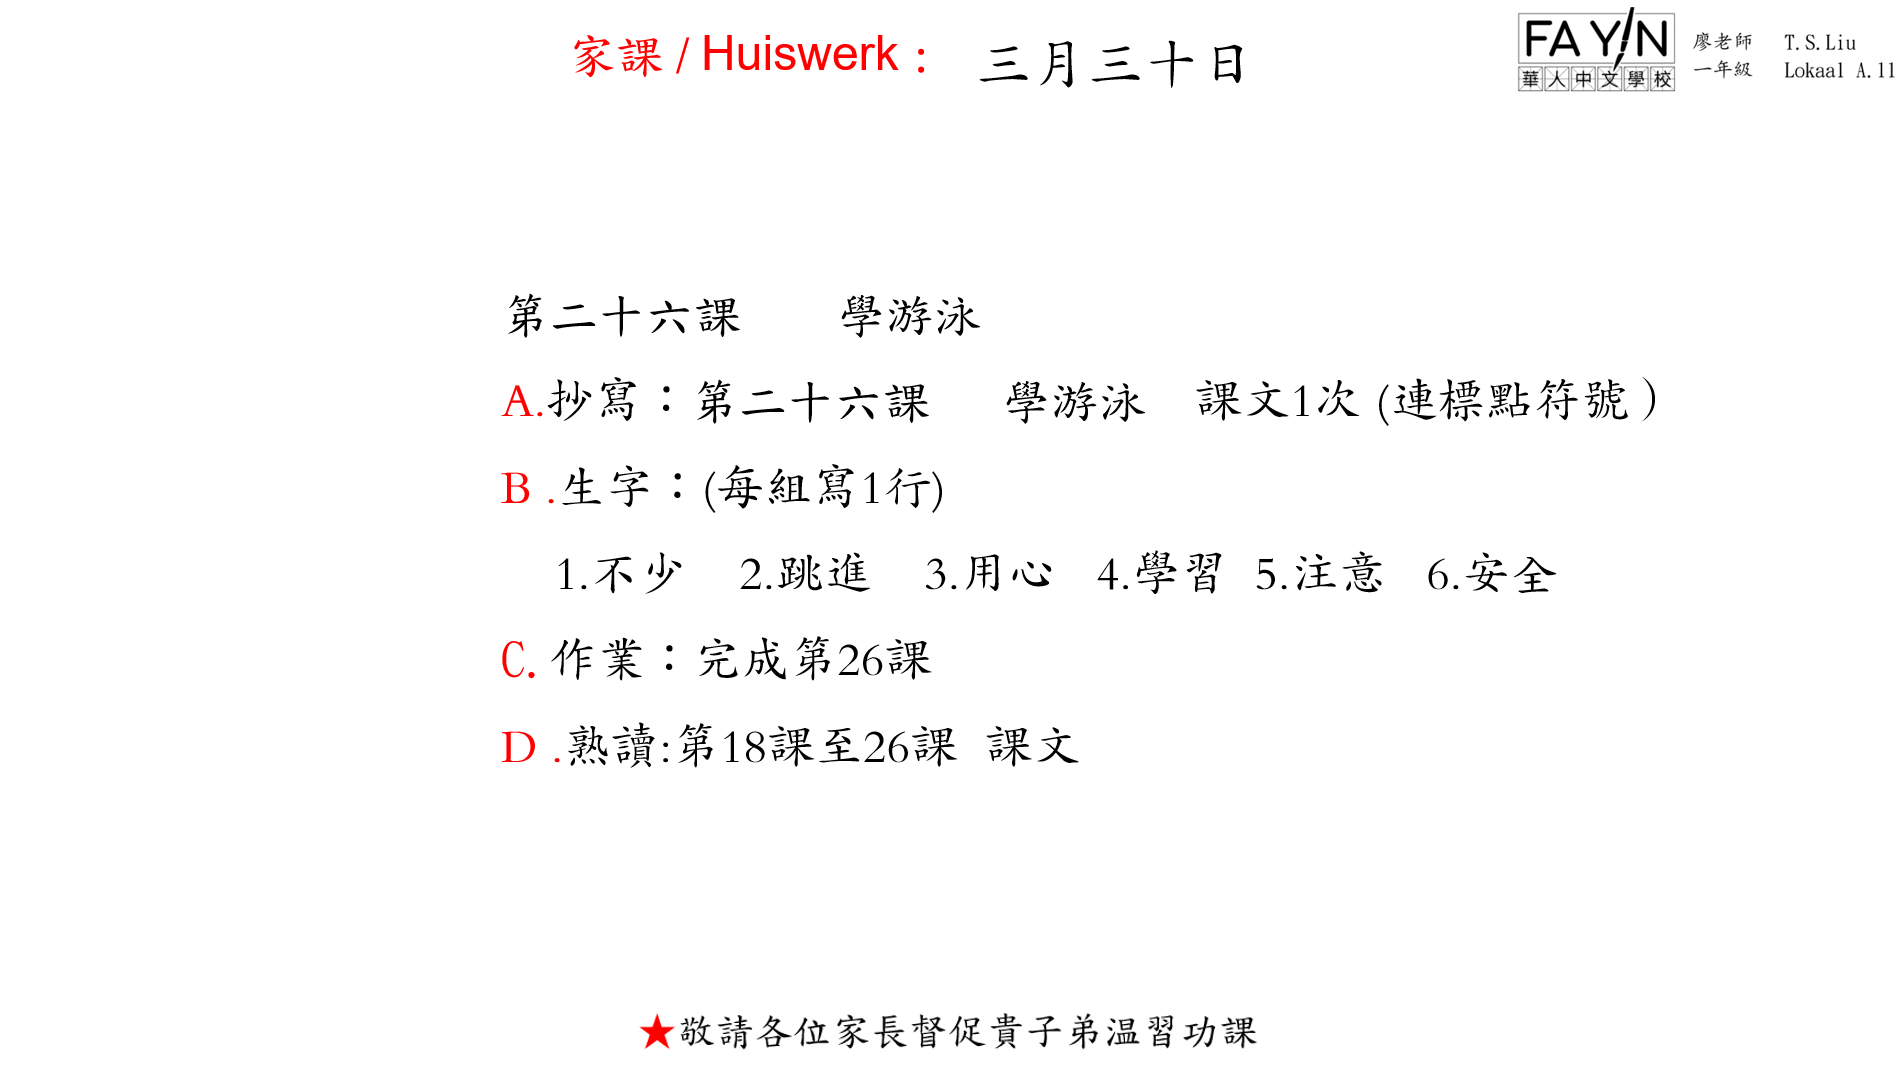 家課 / Huiswerk： 三月三十日
FAYIN
華人中文學校
廖老師 T.S.Liu
一年級 Lokaal A.11
第二十六課 學游泳
A.抄寫：第二十六課 學游泳 課文1次 (連標點符號）
B .生字：(每組寫1行)
1.不少 2.跳進 3.用心 4.學習 5.注意 6.安全
C. 作業：完成第26課
D .熟讀:第18課至26課 課文
★敬請各位家長督促貴子弟温習功課